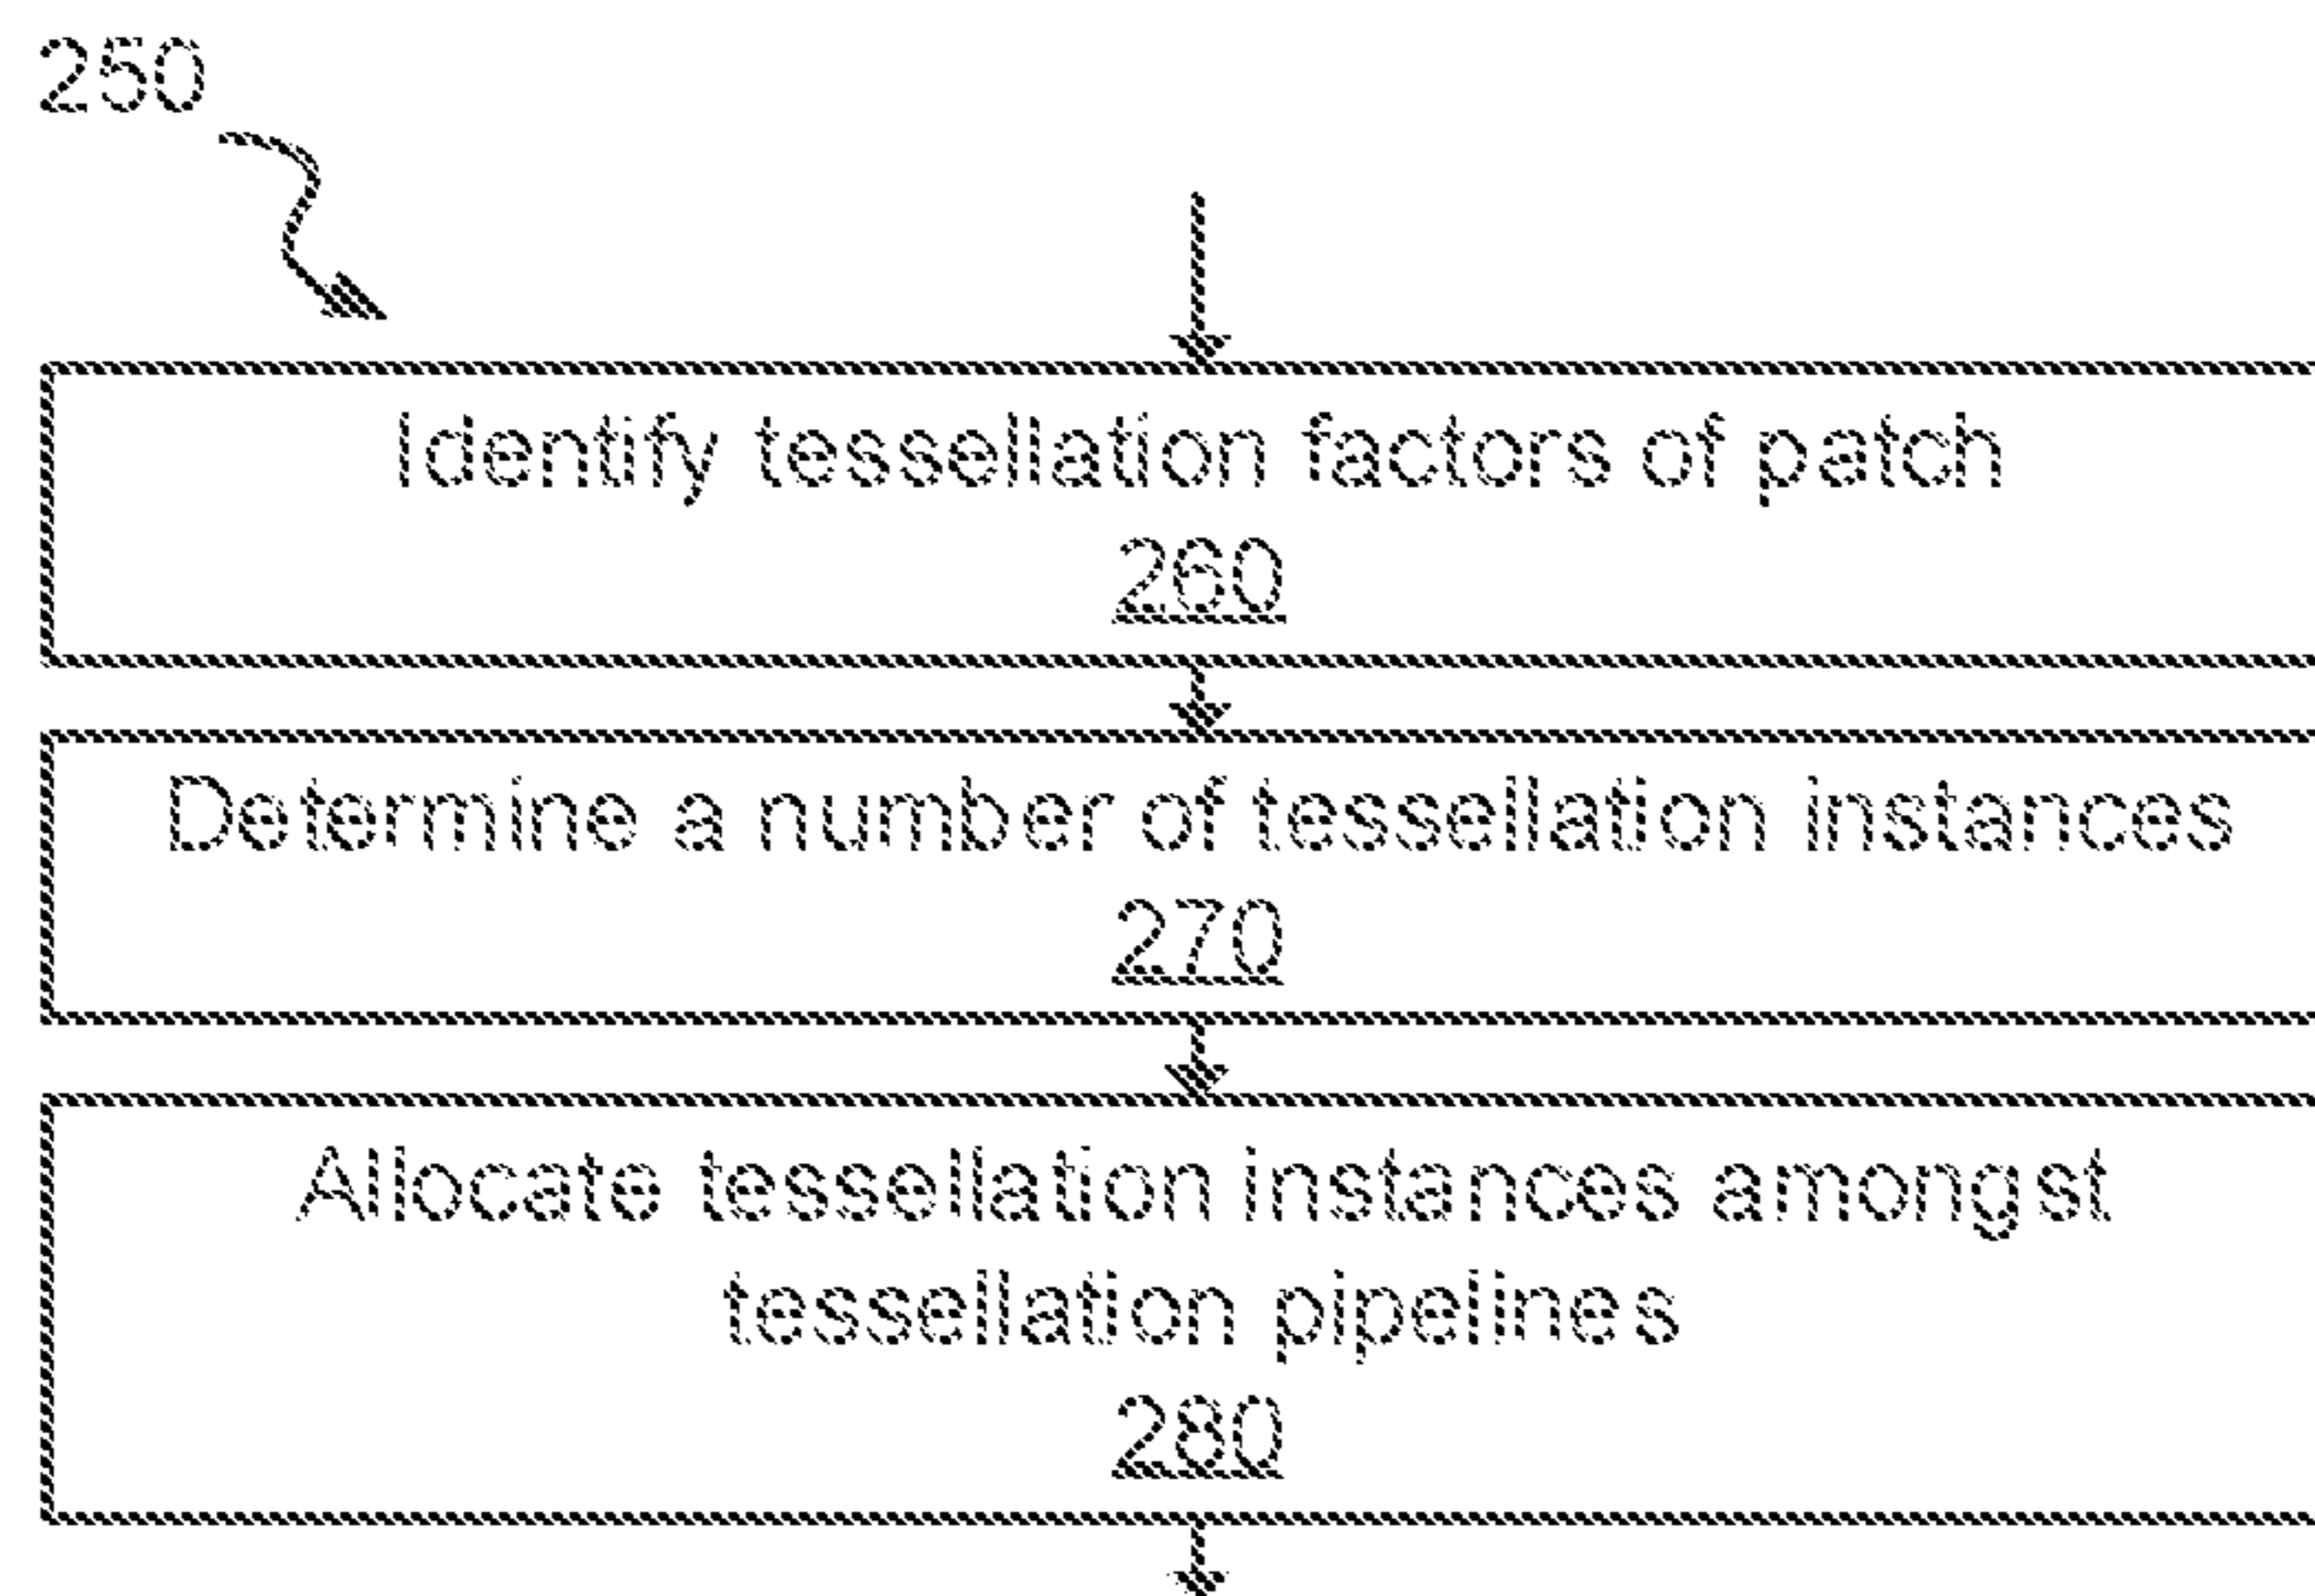 250
Identify tessellation factors of patch
260
Determine a number of tessellation instances
270
Allocate tessellation instances amongst
tessellation pipelines
280